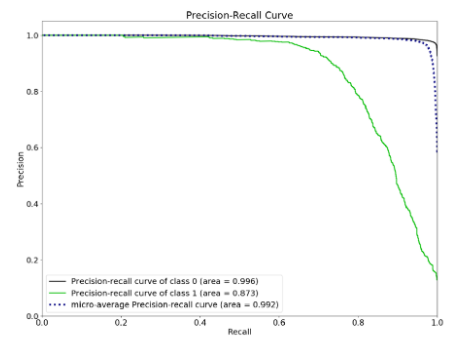 Precision-Recall Curve
1.0
0.8
0.6
0.4
0.2
0.0
Precision
Precision-recall curve of class 0 (area = 0.996)
Precision-recall curve of class 1 (area = 0.873)
micro-average Precision-recall curve (area = 0.992)
0.0 0.2 0.4 0.6 0.8 1.0
Recall